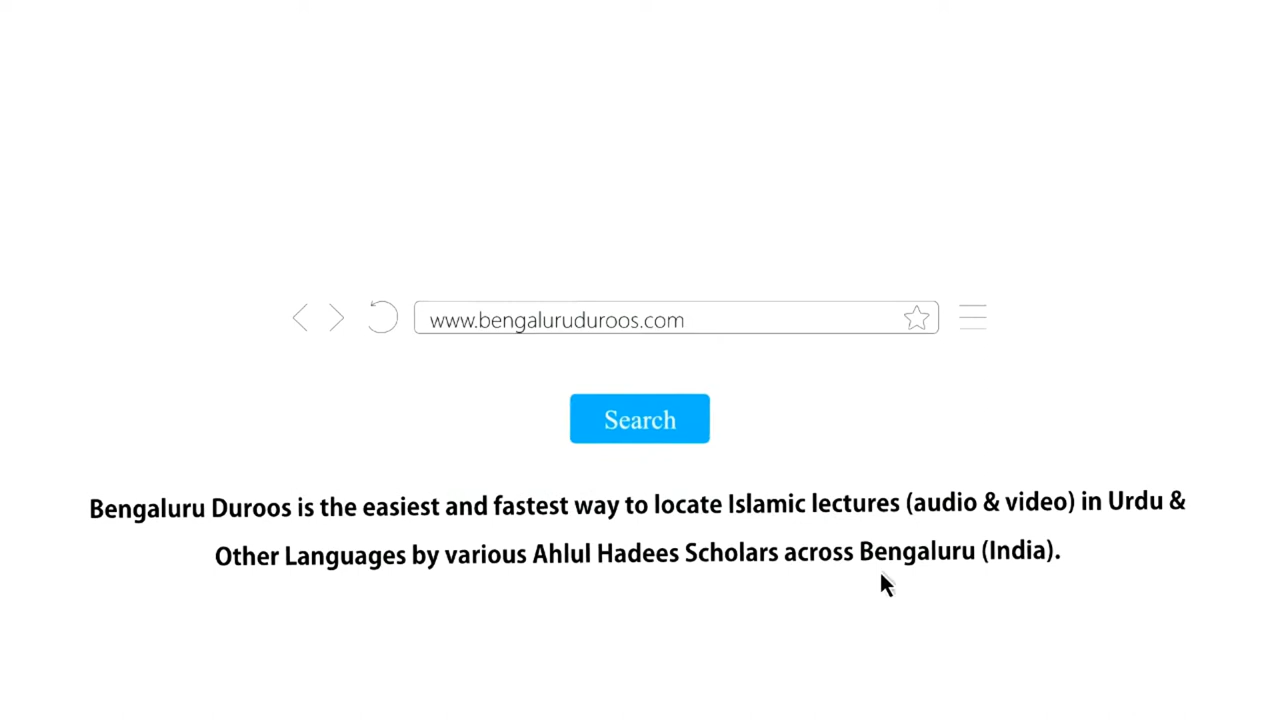 www.bengaluruduroos.com
Search
Bengaluru Duroos is the easiest and fastest way to locate Islamic lectures (audio & video) in Urdu &
Other Languages by various Ahlul Hadees Scholars across Bengaluru (India).